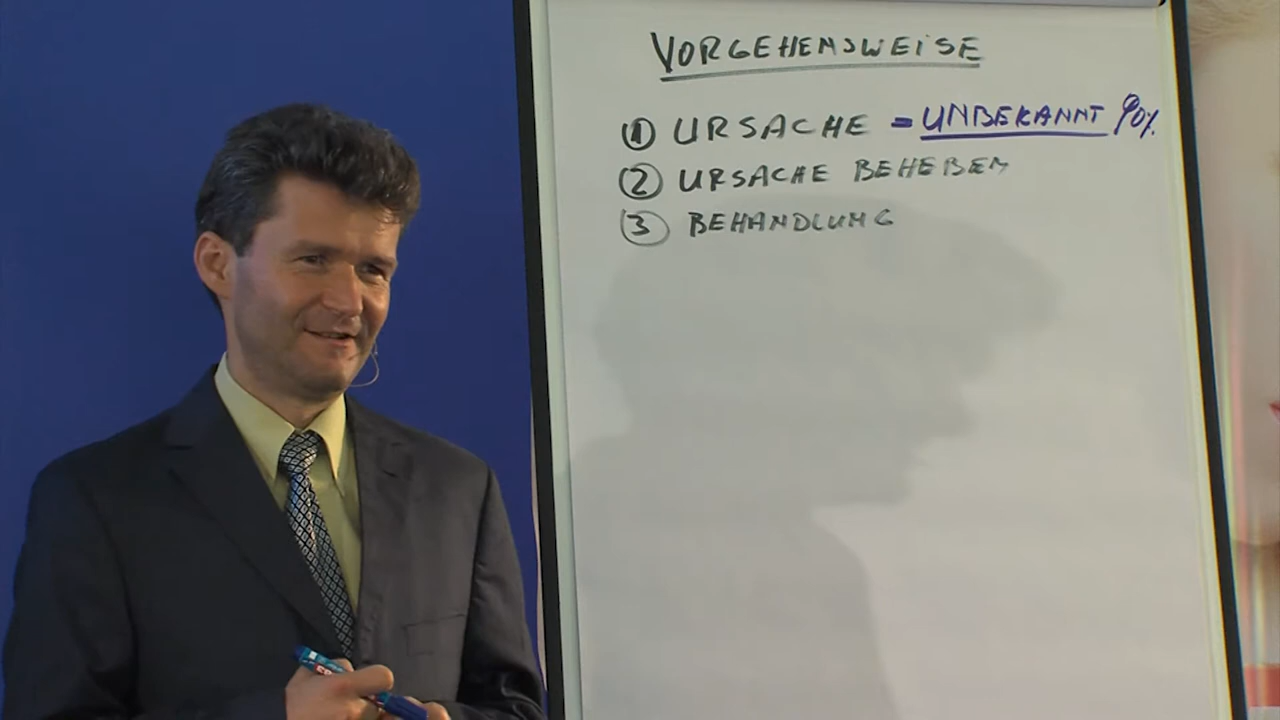 VORGEHENSWEISE
① URSACHE = UNBEKANNT 90%
② URSACHE BEHEBEN
③ BEHANDLUNG